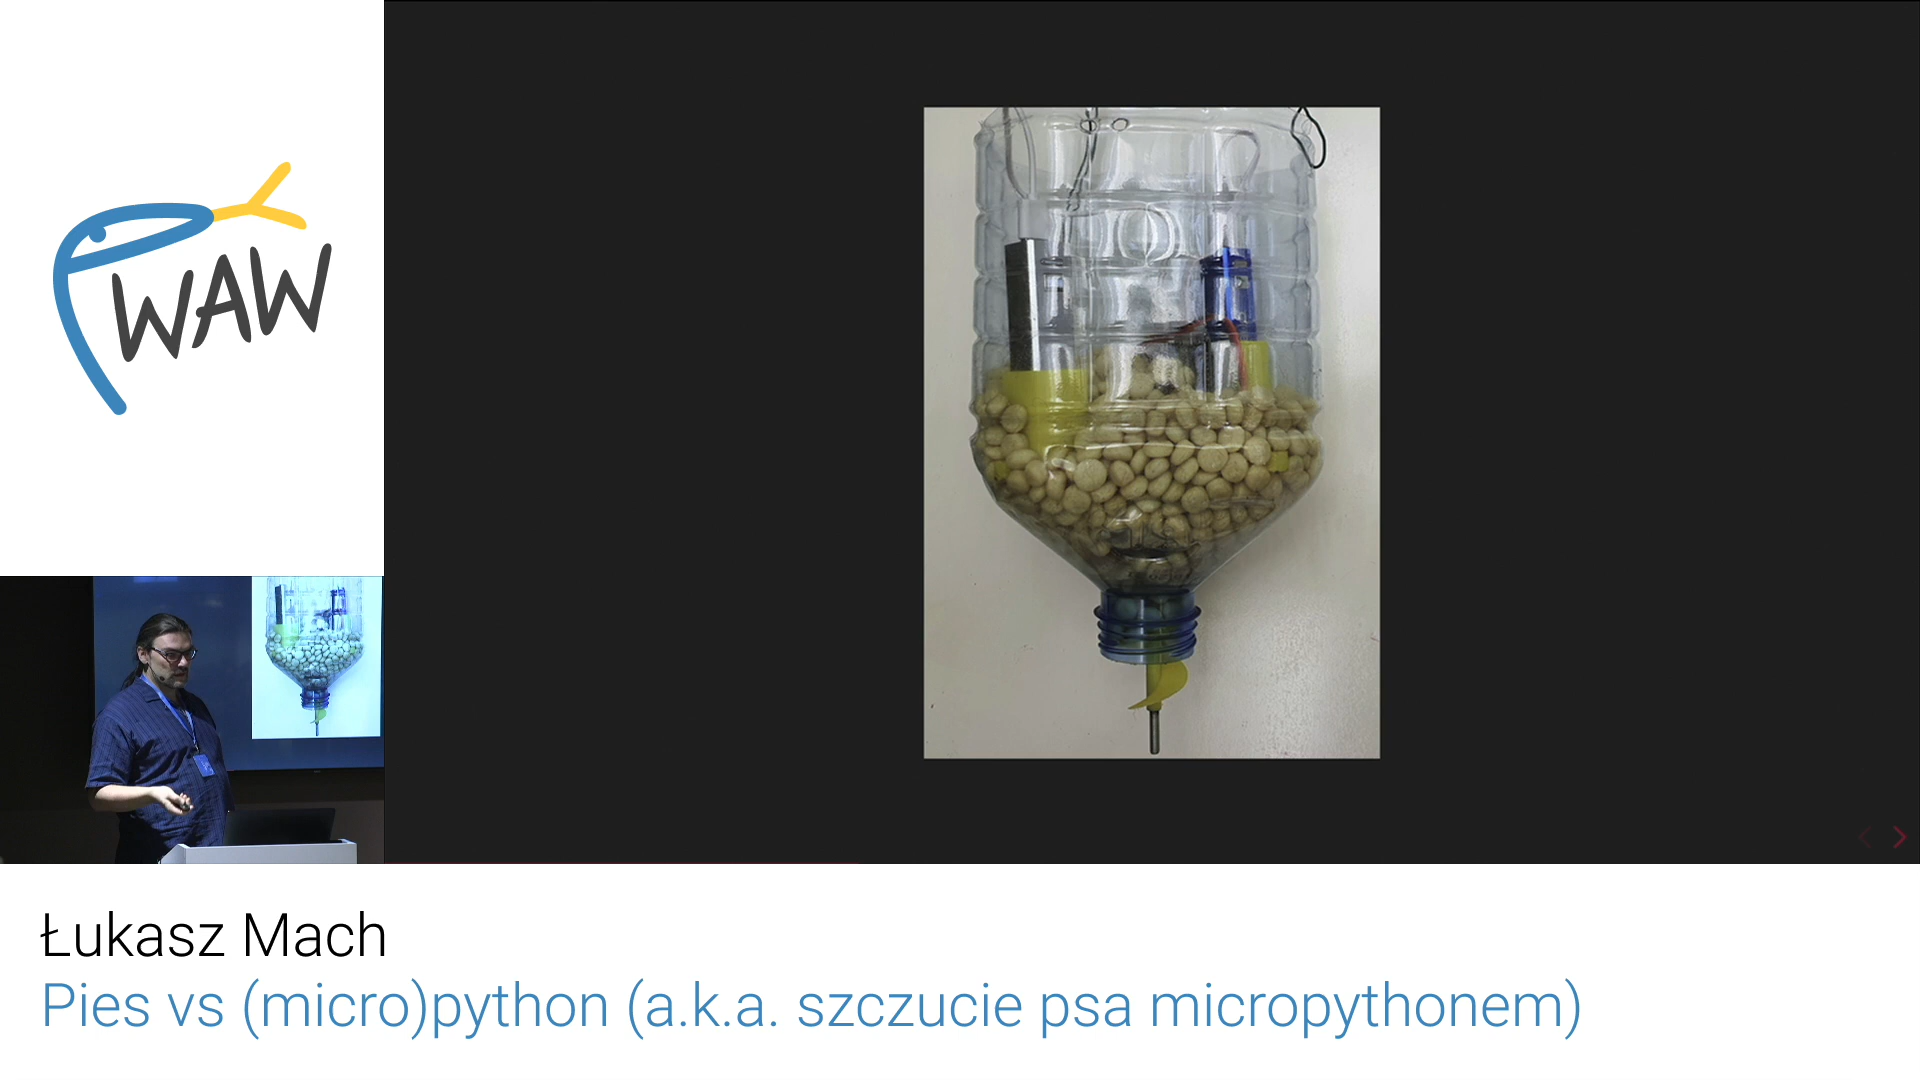 WAW
Łukasz Mach
Pies vs (micro)python (a.k.a. szczucie psa micropythonem)